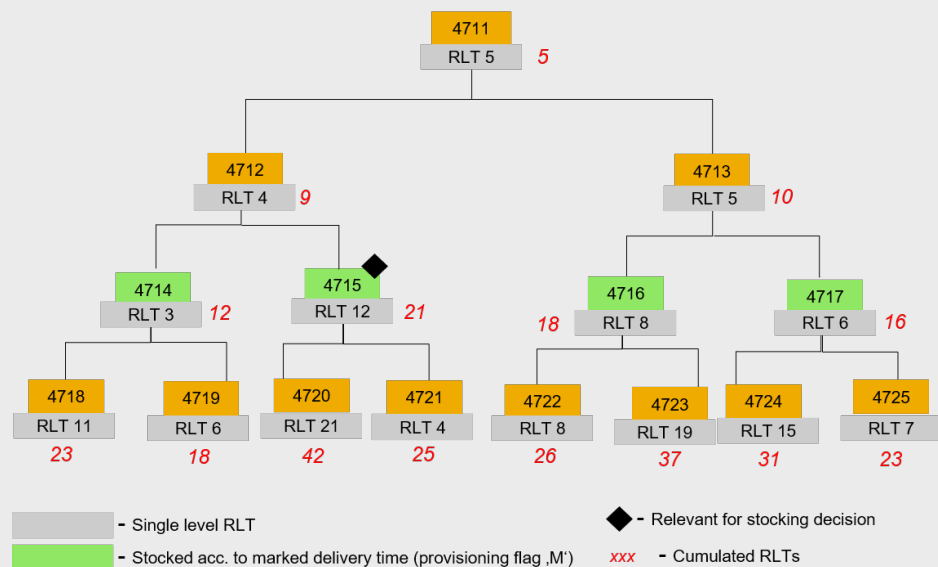 4711
RLT 5 5
4712 4713
RLT 4 9 RLT 5 10
4714 4715 4716 4717
RLT 3 12 RLT 12 21 18 RLT 8 RLT 6 16
4718 4719 4720 4721 4722 4723 4724 4725
RLT 11 RLT 6 RLT 21 RLT 4 RLT 8 RLT 19 RLT 15 RLT 7
23 18 42 25 26 37 31 23
- Single level RLT - Relevant for stocking decision
- Stocked acc. to marked delivery time (provisioning flag ‚M‘) xxx - Cumulated RLTs